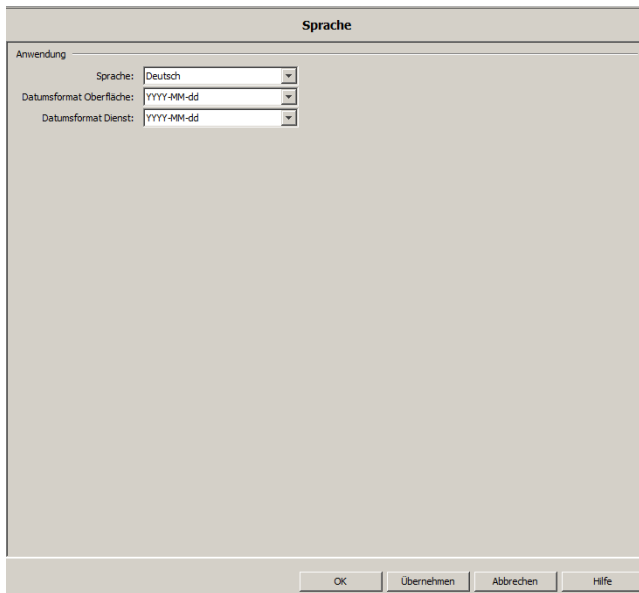 Sprache
Anwendung
Sprache: Deutsch
Datumsformat Oberfläche: YYYY-MM-dd
Datumsformat Dienst: YYYY-MM-dd
OK Übernehmen Abbrechen Hilfe